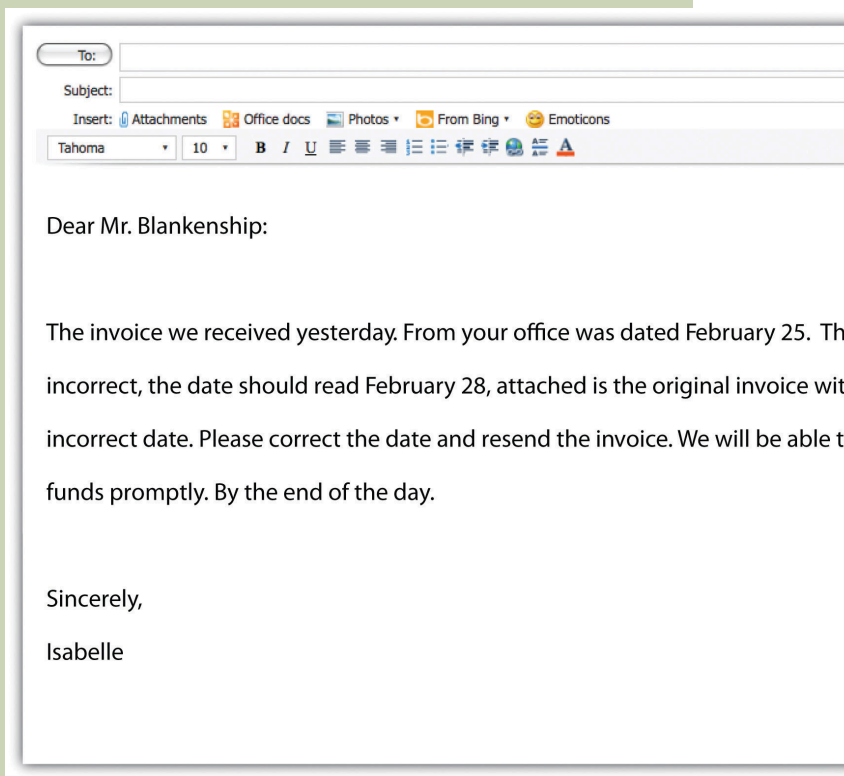 To:
Subject:
Insert: Attachments Office docs Photos From Bing Emoticons
Tahoma 10 B I U A
Dear Mr. Blankenship:
The invoice we received yesterday. From your office was dated February 25. Th
incorrect, the date should read February 28, attached is the original invoice wit
incorrect date. Please correct the date and resend the invoice. We will be able t
funds promptly. By the end of the day.
Sincerely,
Isabelle